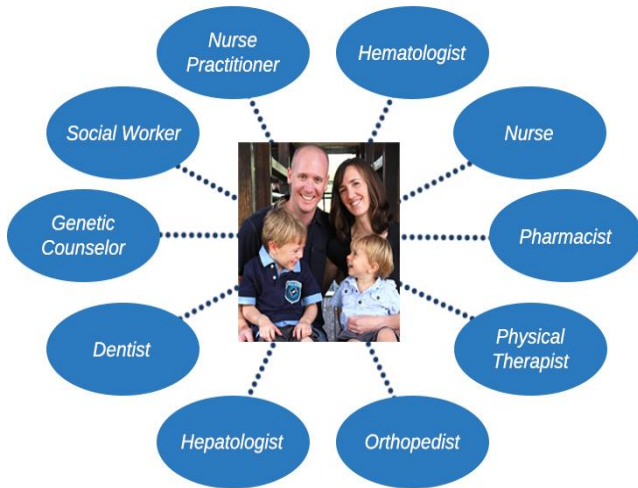 Nurse
Practitioner
Hematologist
Social Worker
Nurse
Genetic
Counselor
Pharmacist
Dentist
Physical
Therapist
Hepatologist
Orthopedist